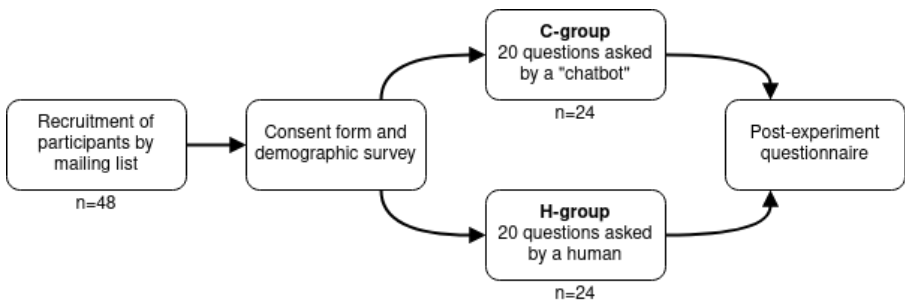 Recruitment of
participants by
mailing list
n=48
Consent form and
demographic survey
C-group
20 questions asked
by a "chatbot"
n=24
H-group
20 questions asked
by a human
n=24
Post-experiment
questionnaire